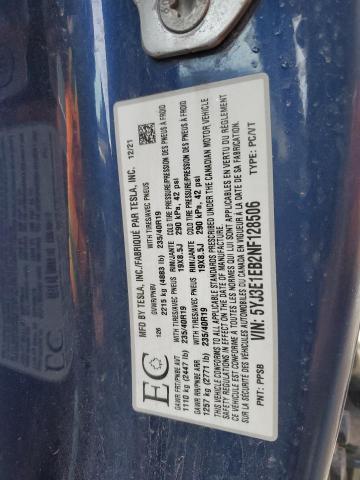 MFD BY TESLA, INC./FABRIQUÉ PAR TESLA, INC. 12/21
EC
126
GVWR/PNBV
2215 kg (4883 lb)
WITH TIRES/AVEC PNEUS
235/40R19
GAWR FRT/PNBE AVT
1110 kg (2447 lb)
WITH TIRES/AVEC PNEUS
235/40R19
RIMS/JANTE
19X8.5J
COLD TIRE PRESSURE/PRESSION DES PNEUS À FROID
290 kPa, 42 psi
GAWR RR/PNBE ARR
1257 kg (2771 lb)
WITH TIRES/AVEC PNEUS
235/40R19
RIMS/JANTE
19X8.5J
COLD TIRE PRESSURE/PRESSION DES PNEUS À FROID
290 kPa, 42 psi
THIS VEHICLE CONFORMS TO ALL APPLICABLE STANDARDS PRESCRIBED UNDER THE CANADIAN MOTOR VEHICLE
SAFETY REGULATIONS IN EFFECT ON THE DATE OF MANUFACTURE
CE VÉHICULE EST CONFORME À TOUTES LES NORMES QUI LUI SONT APPLICABLES EN VERTU DU RÈGLEMENT
SUR LA SÉCURITÉ DES VÉHICULES AUTOMOBILES DU CANADA EN VIGUEUR À LA DATE DE SA FABRICATION.
VIN: 5YJ3E1EB2NF128506
TYPE: PC/VT
PNT: PPSB